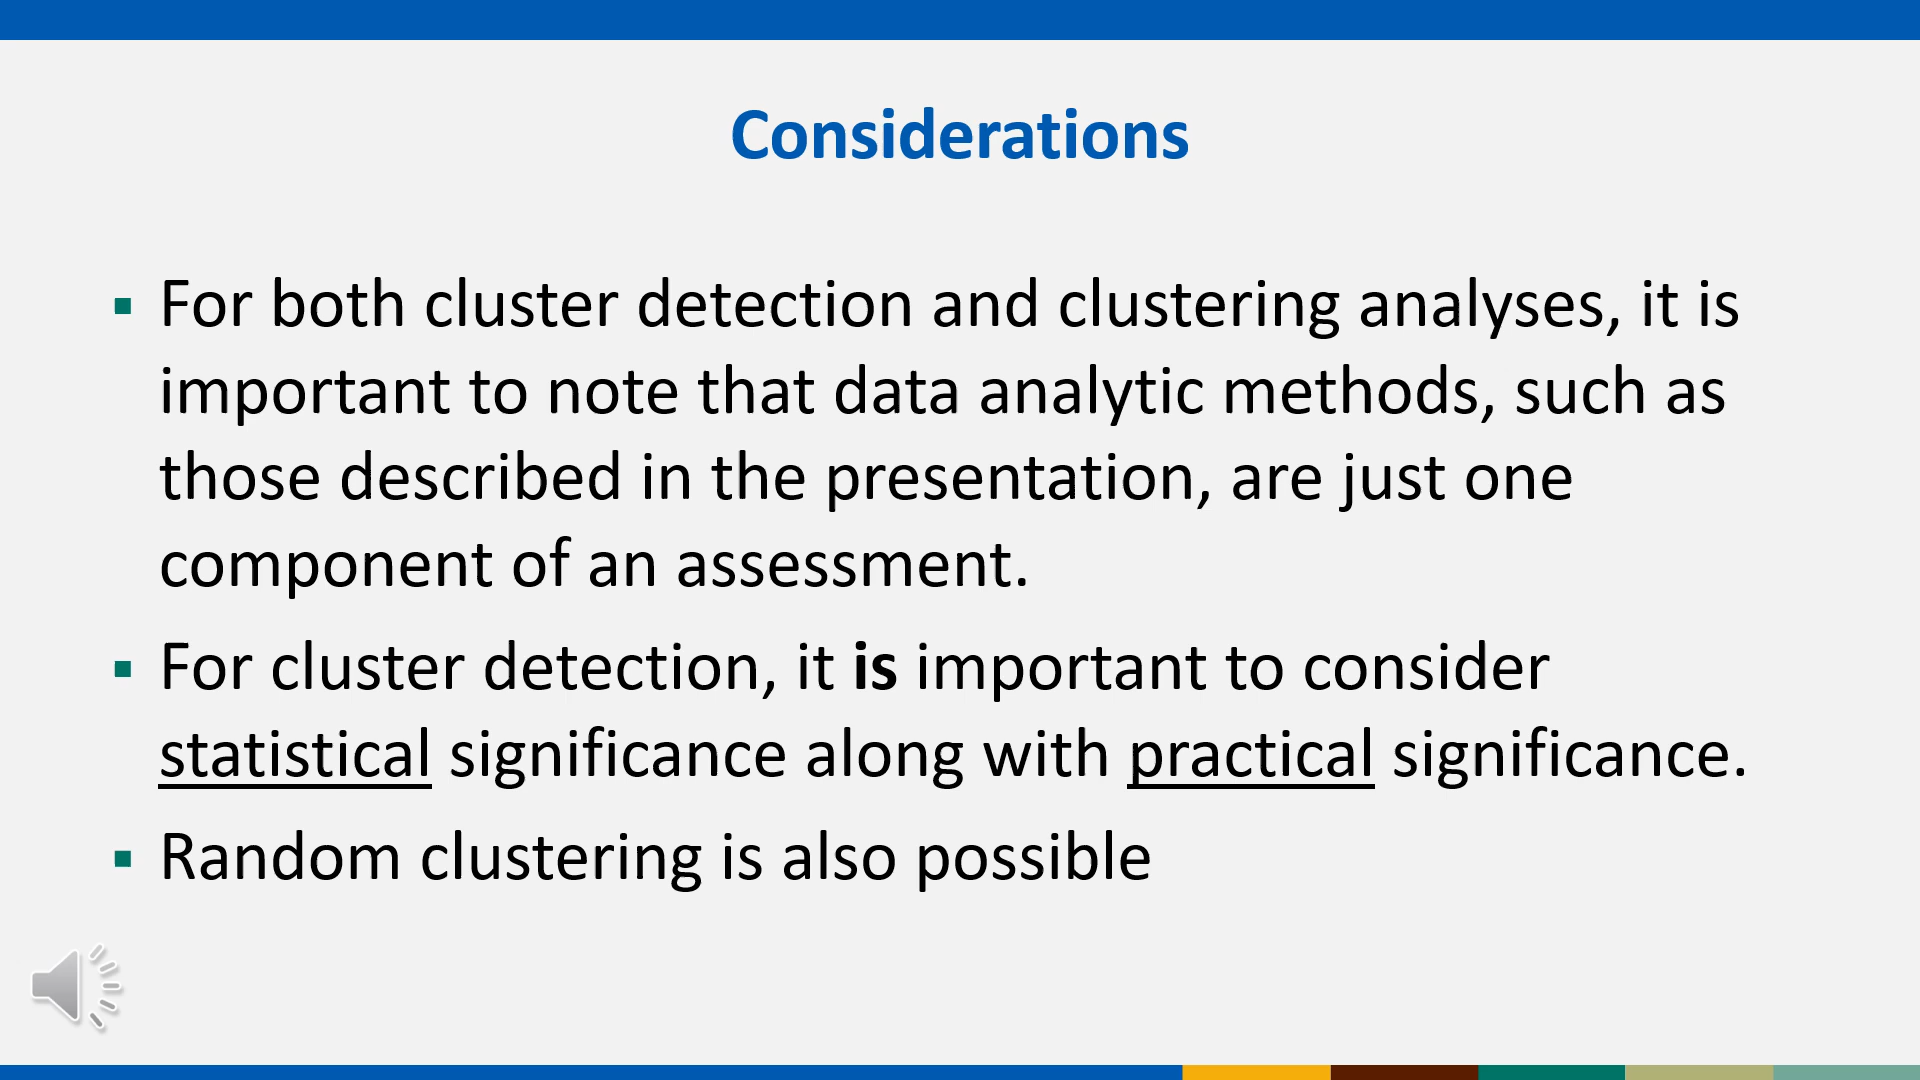 Considerations
▪ For both cluster detection and clustering analyses, it is
important to note that data analytic methods, such as
those described in the presentation, are just one
component of an assessment.
▪ For cluster detection, it is important to consider
statistical significance along with practical significance.
▪ Random clustering is also possible